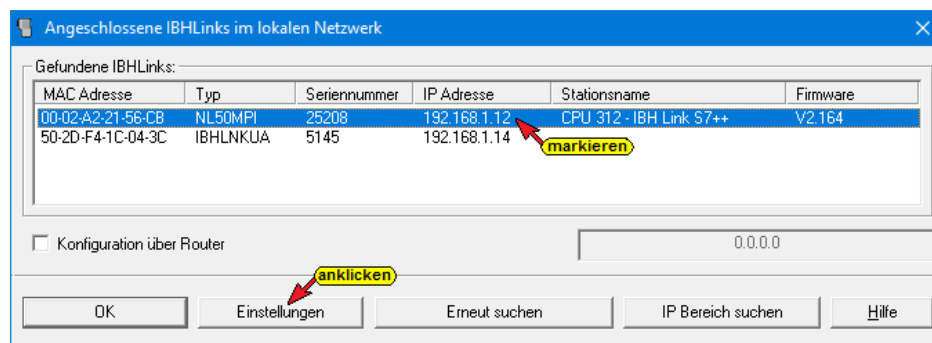 Angeschlossene IBHLinks im lokalen Netzwerk
Gefundene IBHLinks:
MAC Adresse Typ Seriennummer IP Adresse Stationsname Firmware
00-02-A2-21-56-CB NL50MPI 25208 192.168.1.12 CPU 312 - IBH Link S7++ V2.164
50-2D-F4-1C-04-3C IBHLNKUA 5145 192.168.1.14
markieren
Konfiguration über Router 0.0.0.0
anklicken
OK Einstellungen Erneut suchen IP Bereich suchen Hilfe